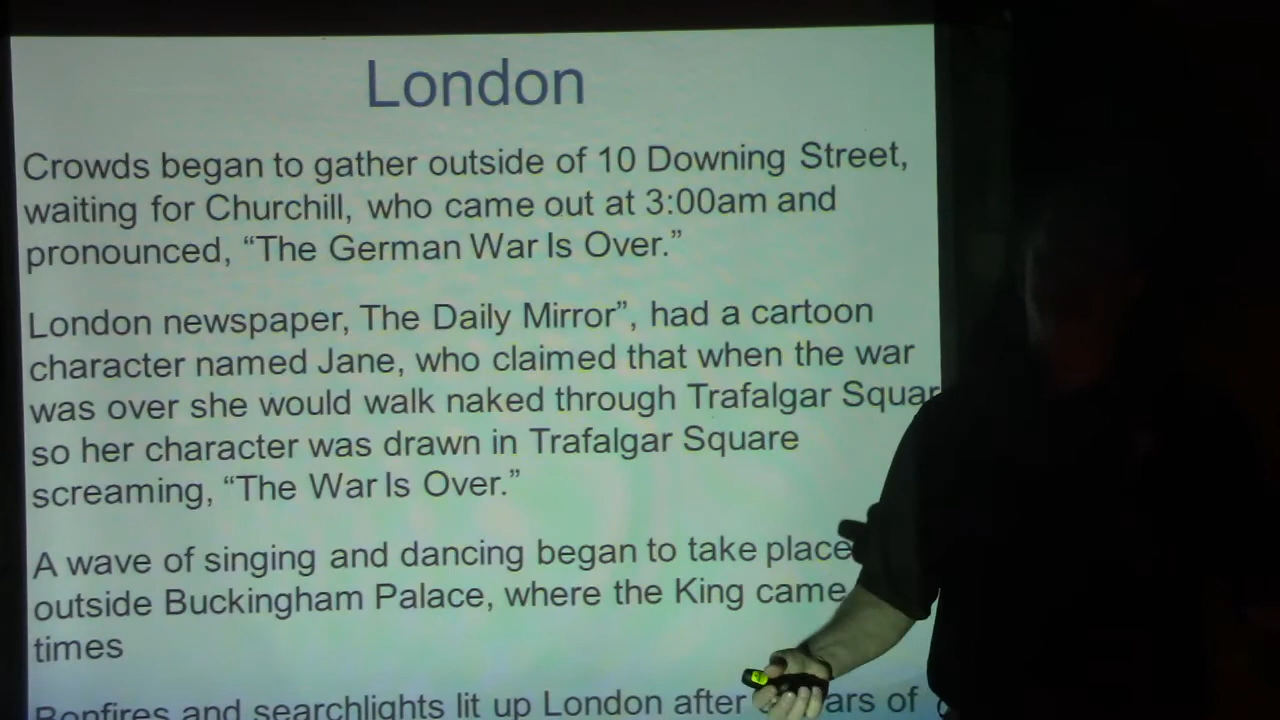 London
Crowds began to gather outside of 10 Downing Street,
waiting for Churchill, who came out at 3:00am and
pronounced, “The German War Is Over.”
London newspaper, The Daily Mirror”, had a cartoon
character named Jane, who claimed that when the war
was over she would walk naked through Trafalgar Squar
so her character was drawn in Trafalgar Square
screaming, “The War Is Over.”
A wave of singing and dancing began to take place
outside Buckingham Palace, where the King came
times
Bonfires and searchlights lit up London after ars of